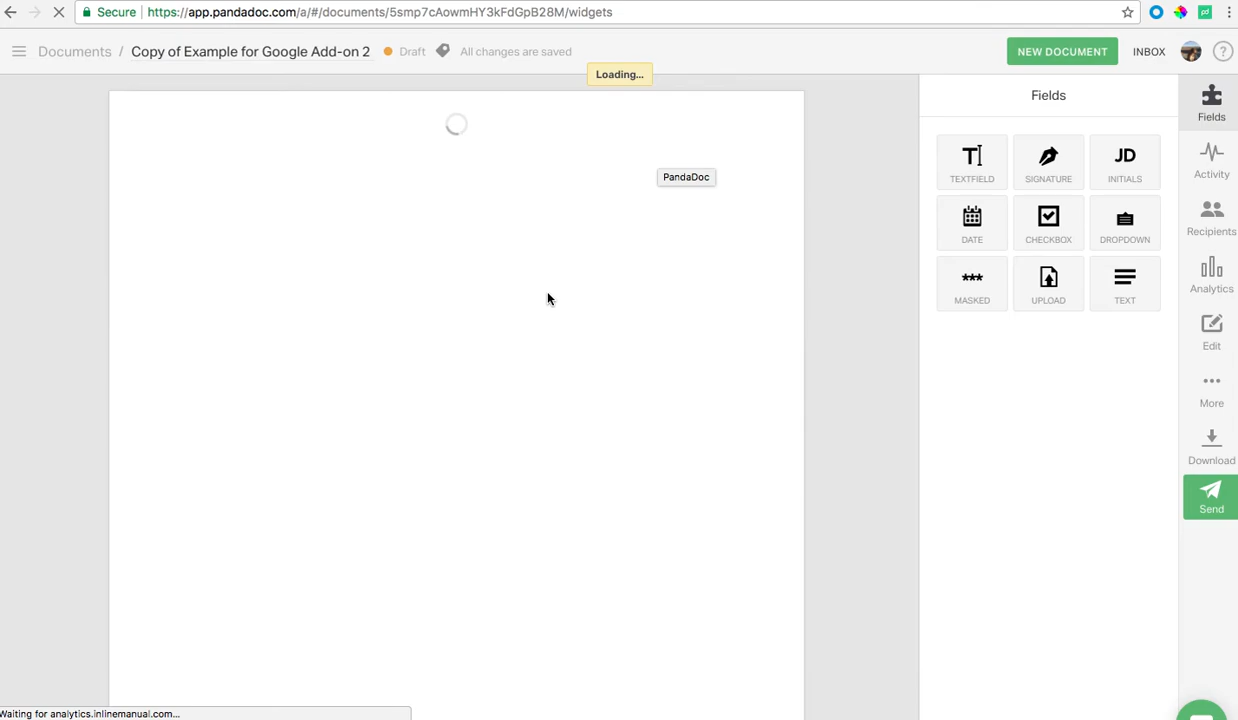 Secure | https://app.pandadoc.com/a/#/documents/5smp7cAowmHY3kFdGpB28M/widgets
Documents / Copy of Example for Google Add-on 2 Draft All changes are saved NEW DOCUMENT INBOX ?
Loading...
Fields
PandaDoc
T JD
TEXTFIELD SIGNATURE INITIALS
DATE CHECKBOX DROPDOWN
***
MASKED UPLOAD TEXT
Fields
Activity
Recipients
Analytics
Edit
More
Download
Send
Waiting for analytics.inlinemanual.com...